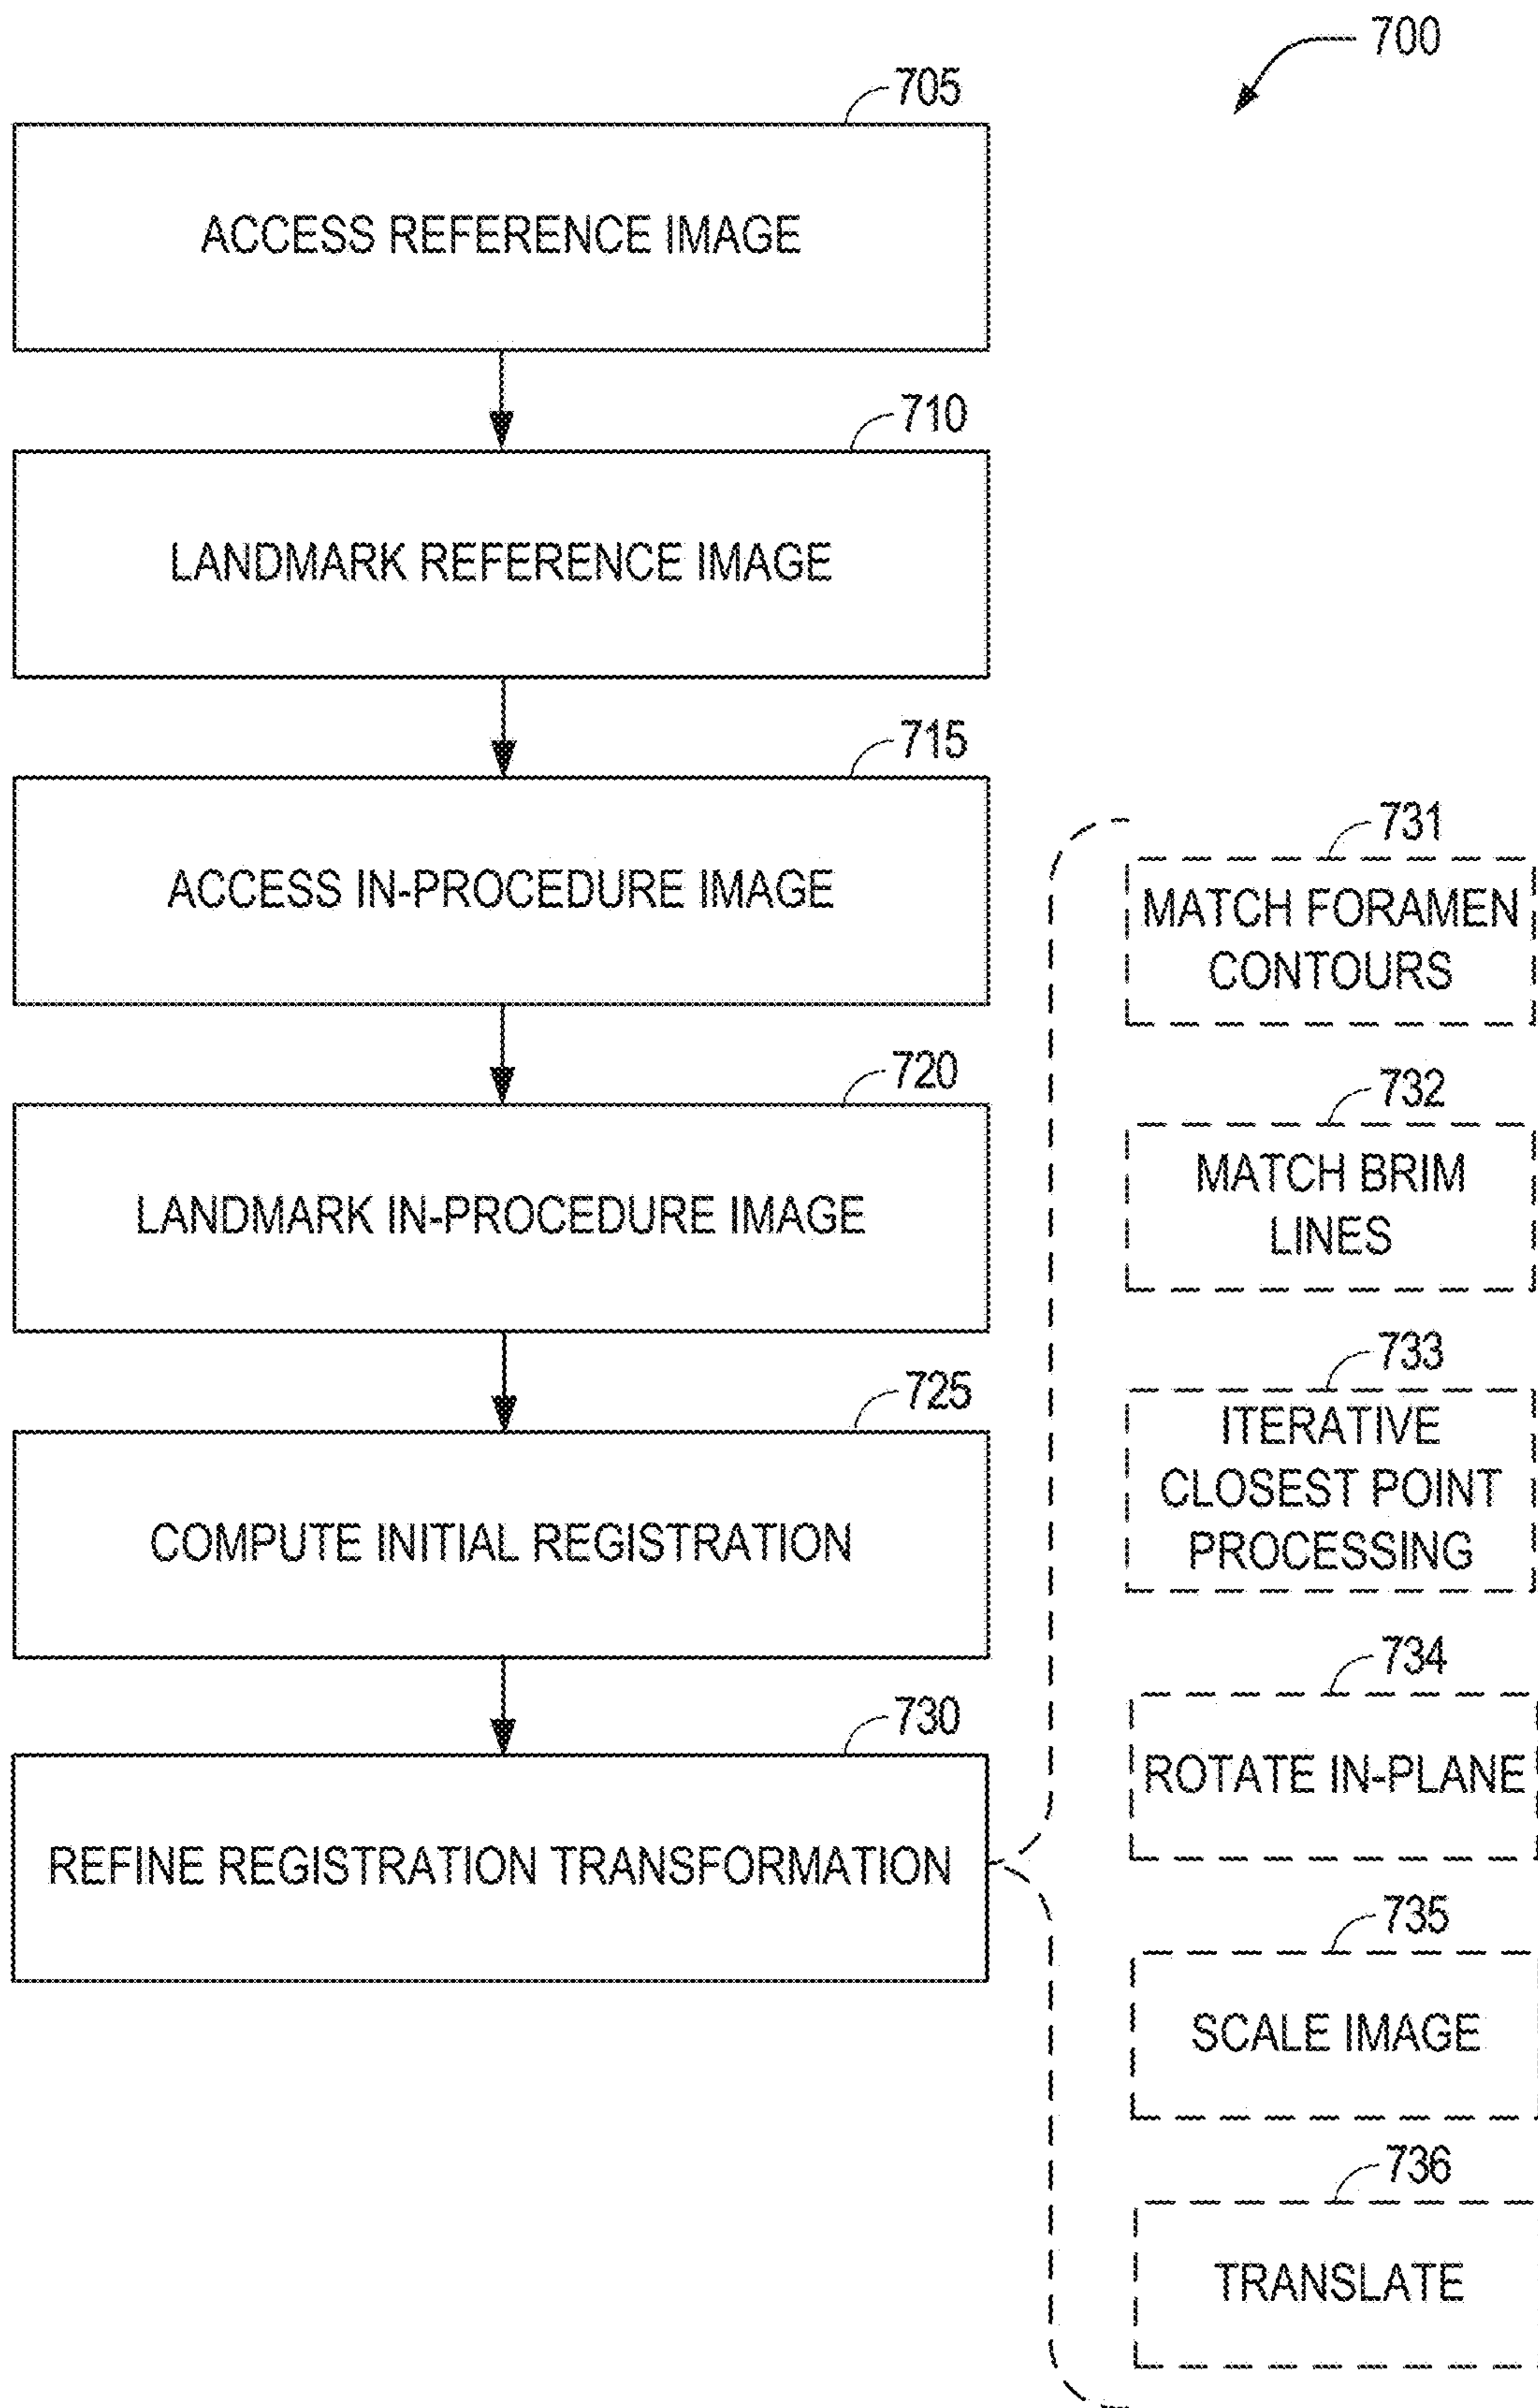 700
705
ACCESS REFERENCE IMAGE
710
LANDMARK REFERENCE IMAGE
715
ACCESS IN-PROCEDURE IMAGE
720
LANDMARK IN-PROCEDURE IMAGE
725
COMPUTE INITIAL REGISTRATION
730
REFINE REGISTRATION TRANSFORMATION
731
MATCH FORAMEN
CONTOURS
732
MATCH BRIM
LINES
733
ITERATIVE
CLOSEST POINT
PROCESSING
734
ROTATE IN-PLANE
735
SCALE IMAGE
736
TRANSLATE